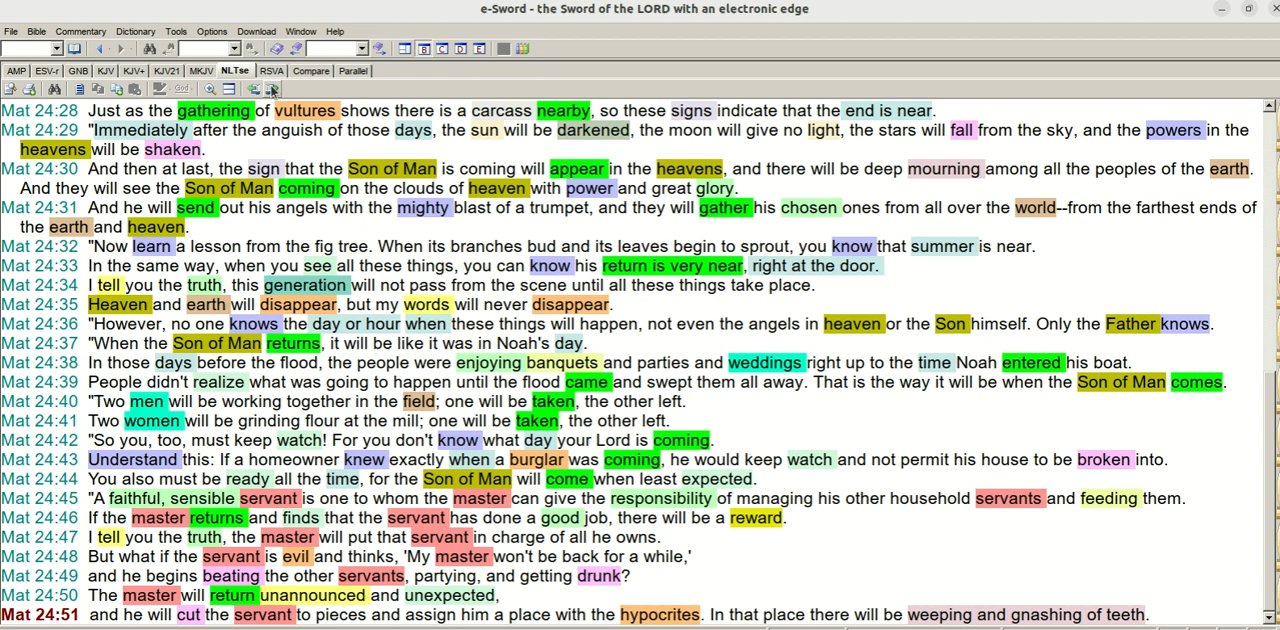 e-Sword - the Sword of the LORD with an electronic edge
File Bible Commentary Dictionary Tools Options Download Window Help
B C D E
AMP ESV-r GNB KJV KJV+ KJV21 MKJV NLTse RSVA Compare Parallel
God
Mat 24:28 Just as the gathering of vultures shows there is a carcass nearby, so these signs indicate that the end is near.
Mat 24:29 "Immediately after the anguish of those days, the sun will be darkened, the moon will give no light, the stars will fall from the sky, and the powers in the
heavens will be shaken.
Mat 24:30 And then at last, the sign that the Son of Man is coming will appear in the heavens, and there will be deep mourning among all the peoples of the earth.
And they will see the Son of Man coming on the clouds of heaven with power and great glory.
Mat 24:31 And he will send out his angels with the mighty blast of a trumpet, and they will gather his chosen ones from all over the world--from the farthest ends of
the earth and heaven.
Mat 24:32 "Now learn a lesson from the fig tree. When its branches bud and its leaves begin to sprout, you know that summer is near.
Mat 24:33 In the same way, when you see all these things, you can know his return is very near, right at the door.
Mat 24:34 I tell you the truth, this generation will not pass from the scene until all these things take place.
Mat 24:35 Heaven and earth will disappear, but my words will never disappear.
Mat 24:36 "However, no one knows the day or hour when these things will happen, not even the angels in heaven or the Son himself. Only the Father knows.
Mat 24:37 "When the Son of Man returns, it will be like it was in Noah's day.
Mat 24:38 In those days before the flood, the people were enjoying banquets and parties and weddings right up to the time Noah entered his boat.
Mat 24:39 People didn't realize what was going to happen until the flood came and swept them all away. That is the way it will be when the Son of Man comes.
Mat 24:40 "Two men will be working together in the field; one will be taken, the other left.
Mat 24:41 Two women will be grinding flour at the mill; one will be taken, the other left.
Mat 24:42 "So you, too, must keep watch! For you don't know what day your Lord is coming.
Mat 24:43 Understand this: If a homeowner knew exactly when a burglar was coming, he would keep watch and not permit his house to be broken into.
Mat 24:44 You also must be ready all the time, for the Son of Man will come when least expected.
Mat 24:45 "A faithful, sensible servant is one to whom the master can give the responsibility of managing his other household servants and feeding them.
Mat 24:46 If the master returns and finds that the servant has done a good job, there will be a reward.
Mat 24:47 I tell you the truth, the master will put that servant in charge of all he owns.
Mat 24:48 But what if the servant is evil and thinks, 'My master won't be back for a while,'
Mat 24:49 and he begins beating the other servants, partying, and getting drunk?
Mat 24:50 The master will return unannounced and unexpected,
Mat 24:51 and he will cut the servant to pieces and assign him a place with the hypocrites. In that place there will be weeping and gnashing of teeth.